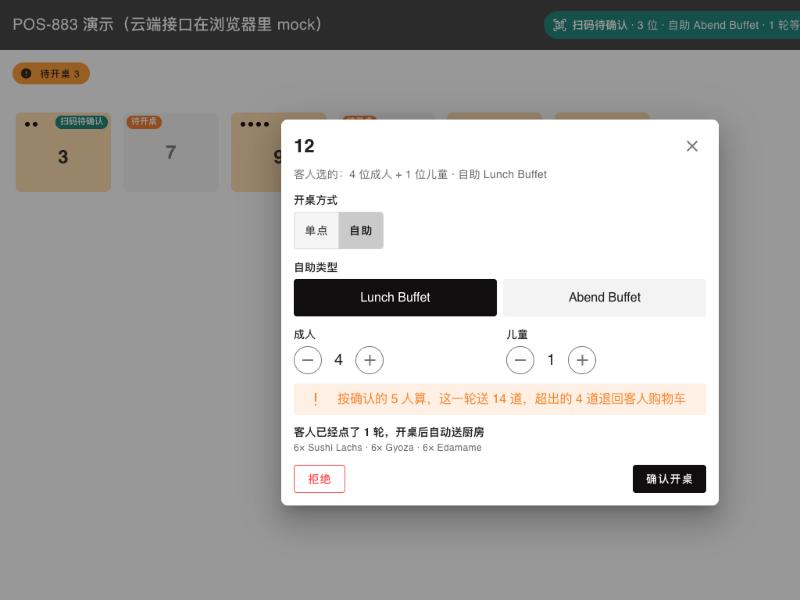 POS-883 演示（云端接口在浏览器里 mock）
扫码待确认 · 3 位 · 自助 Abend Buffet · 1 轮等
待开桌 3
扫码待确认
3
待开桌
7
9
12
客人选的：4 位成人 + 1 位儿童 · 自助 Lunch Buffet
开桌方式
单点 自助
自助类型
Lunch Buffet Abend Buffet
成人 儿童
4 1
! 按确认的 5 人算，这一轮送 14 道，超出的 4 道退回客人购物车
客人已经点了 1 轮，开桌后自动送厨房
6× Sushi Lachs · 6× Gyoza · 6× Edamame
拒绝 确认开桌